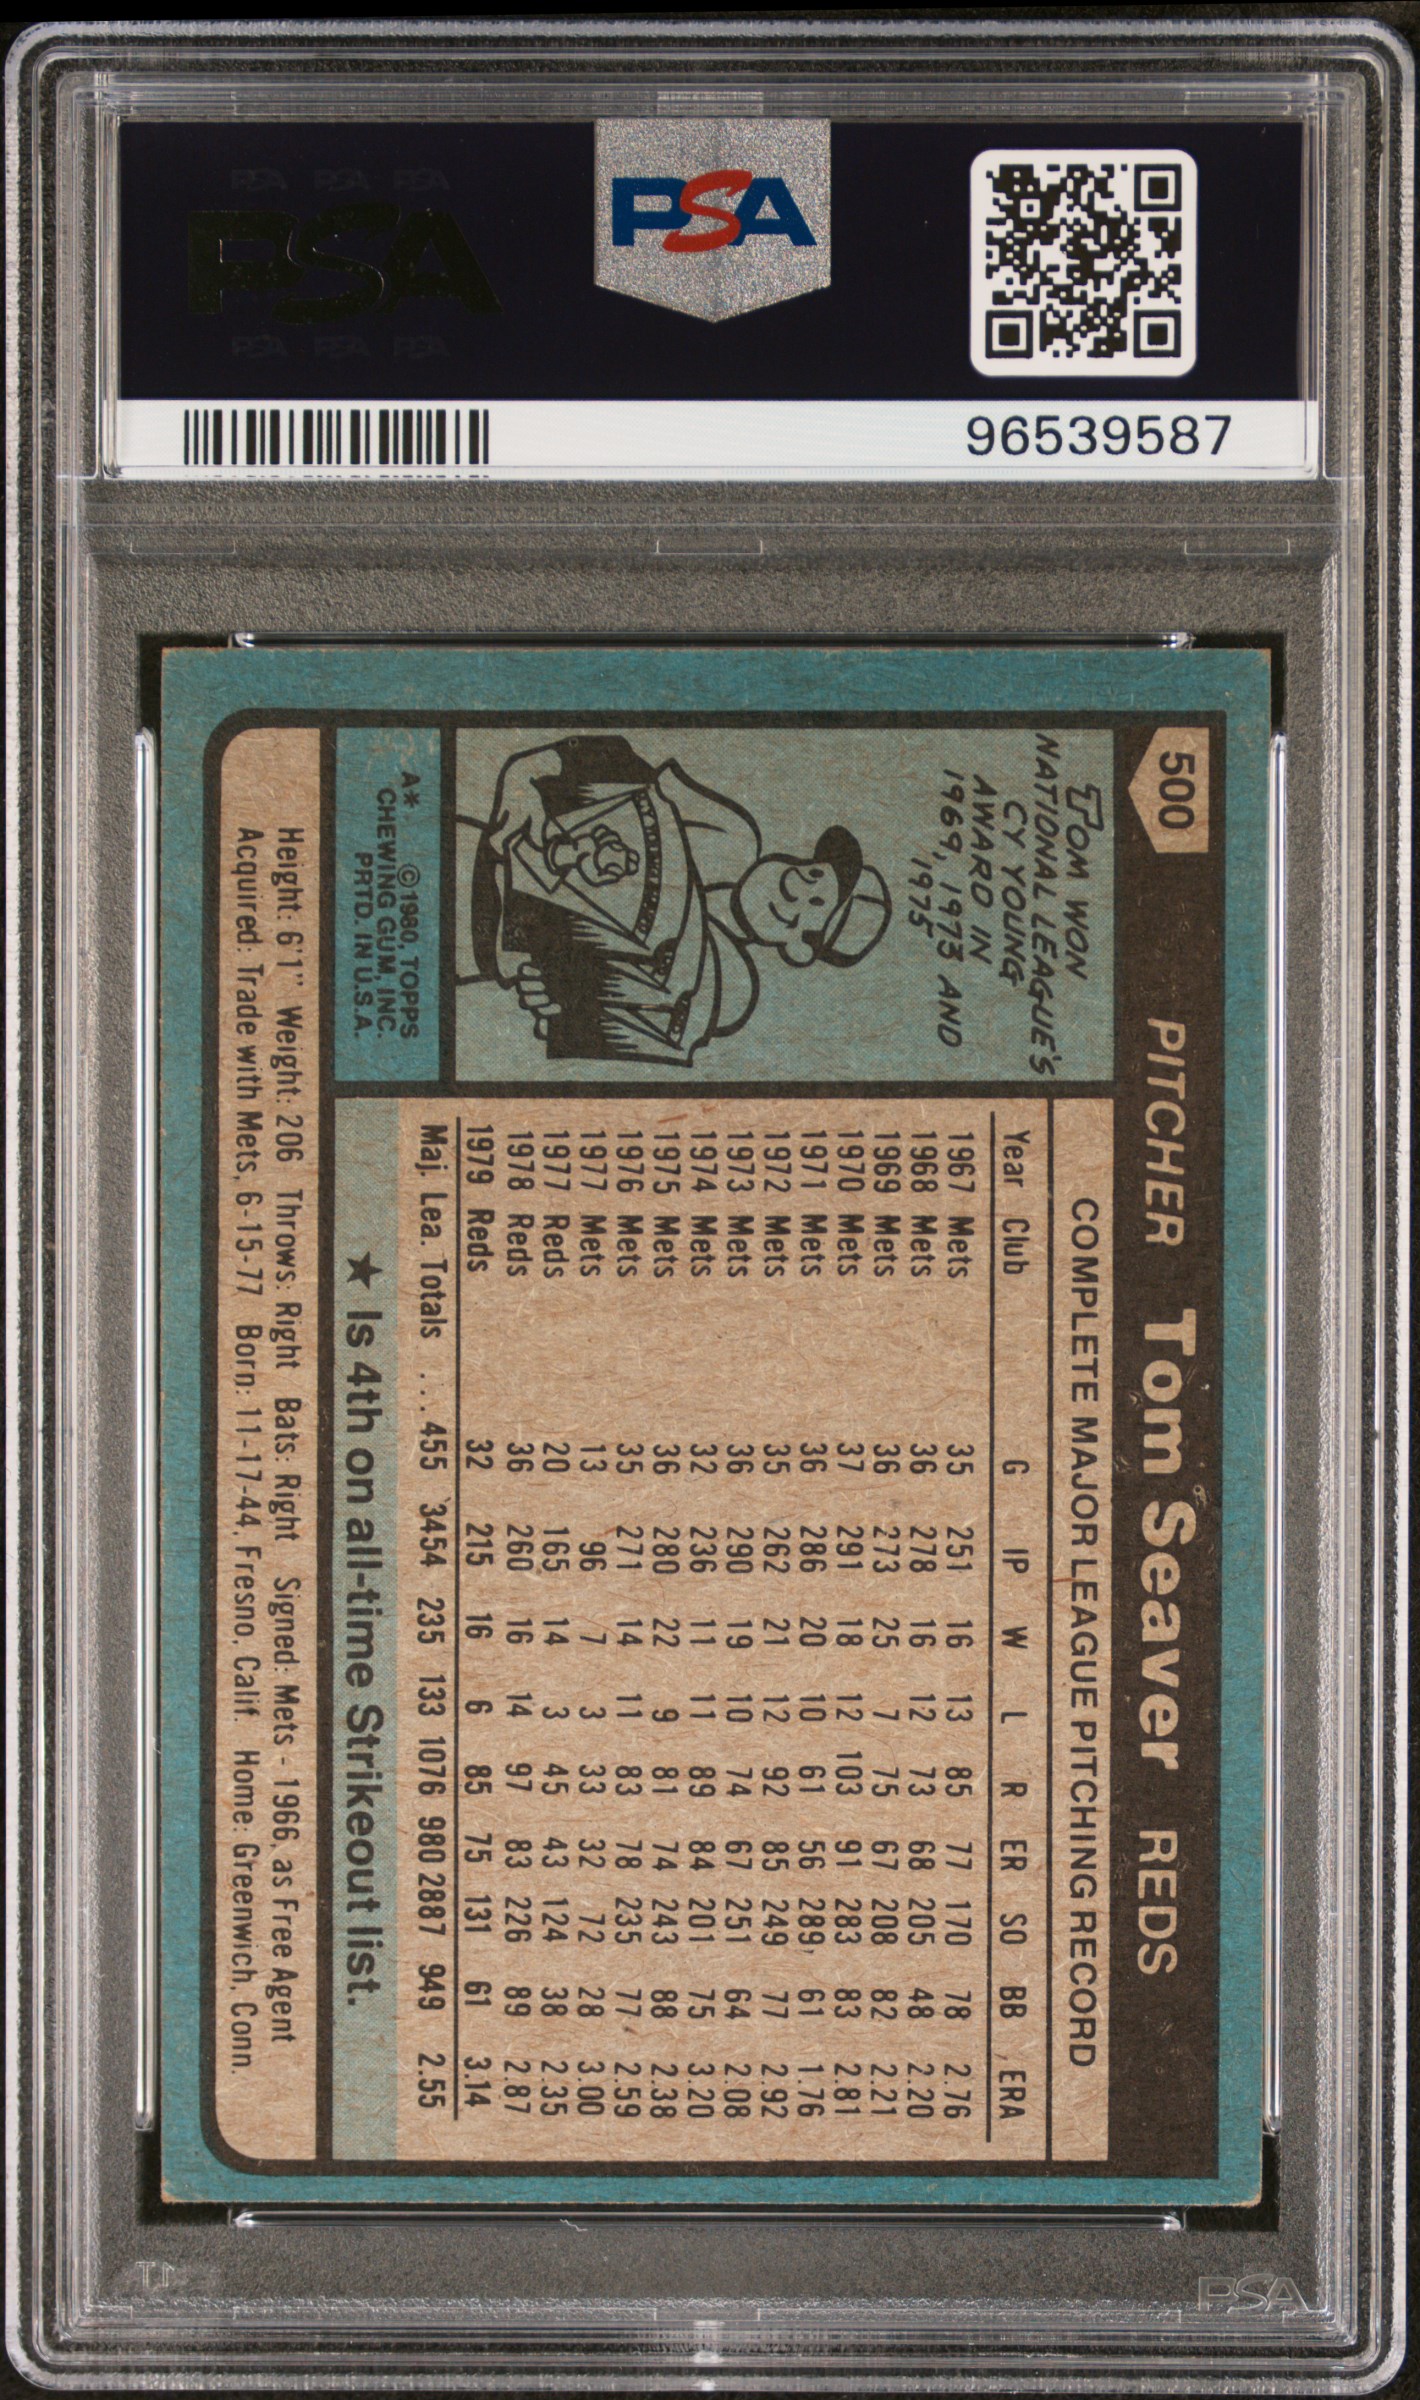 PSA PSA PSA
PSA
PSA PSA PSA
PSA
96539587
500 PITCHER Tom Seaver REDS
TOM WON
NATIONAL LEAGUE'S
CY YOUNG
AWARD IN
1969, 1973 AND
1975
CY YOUNG
A* ©1980, TOPPS
CHEWING GUM, INC.
PRTD. IN U.S.A.
COMPLETE MAJOR LEAGUE PITCHING RECORD
Year Club G IP W L R ER SO BB ERA
1967 Mets 35 251 16 13 85 77 170 78 2.76
1968 Mets 36 278 16 12 73 68 205 48 2.20
1969 Mets 36 273 25 7 75 67 208 82 2.21
1970 Mets 37 291 18 12 103 91 283 83 2.81
1971 Mets 36 286 20 10 61 56 289 61 1.76
1972 Mets 35 262 21 12 92 85 249 77 2.92
1973 Mets 36 290 19 10 74 67 251 64 2.08
1974 Mets 32 236 11 11 89 84 201 75 3.20
1975 Mets 36 280 22 9 81 74 243 88 2.38
1976 Mets 35 271 14 11 83 78 235 77 2.59
1977 Mets 13 96 7 3 33 32 72 28 3.00
1977 Reds 20 165 14 3 45 43 124 38 2.35
1978 Reds 36 260 16 14 97 83 226 89 2.87
1979 Reds 32 215 16 6 85 75 131 61 3.14
Maj. Lea. Totals ... 455 3454 235 133 1076 980 2887 949 2.55
★ Is 4th on all-time Strikeout list.
Height: 6'1" Weight: 206 Throws: Right Bats: Right Signed: Mets - 1966, as Free Agent
Acquired: Trade with Mets, 6-15-77 Born: 11-17-44, Fresno, Calif. Home: Greenwich, Conn.
PSA